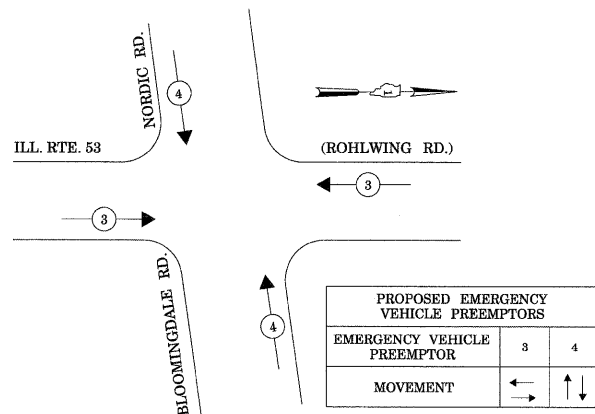 NORDIC RD.
4
ILL. RTE. 53
(ROHLWING RD.)
3
3
BLOOMINGDALE RD.
4
PROPOSED EMERGENCY
VEHICLE PREEMPTORS
EMERGENCY VEHICLE
PREEMPTOR
3
4
MOVEMENT